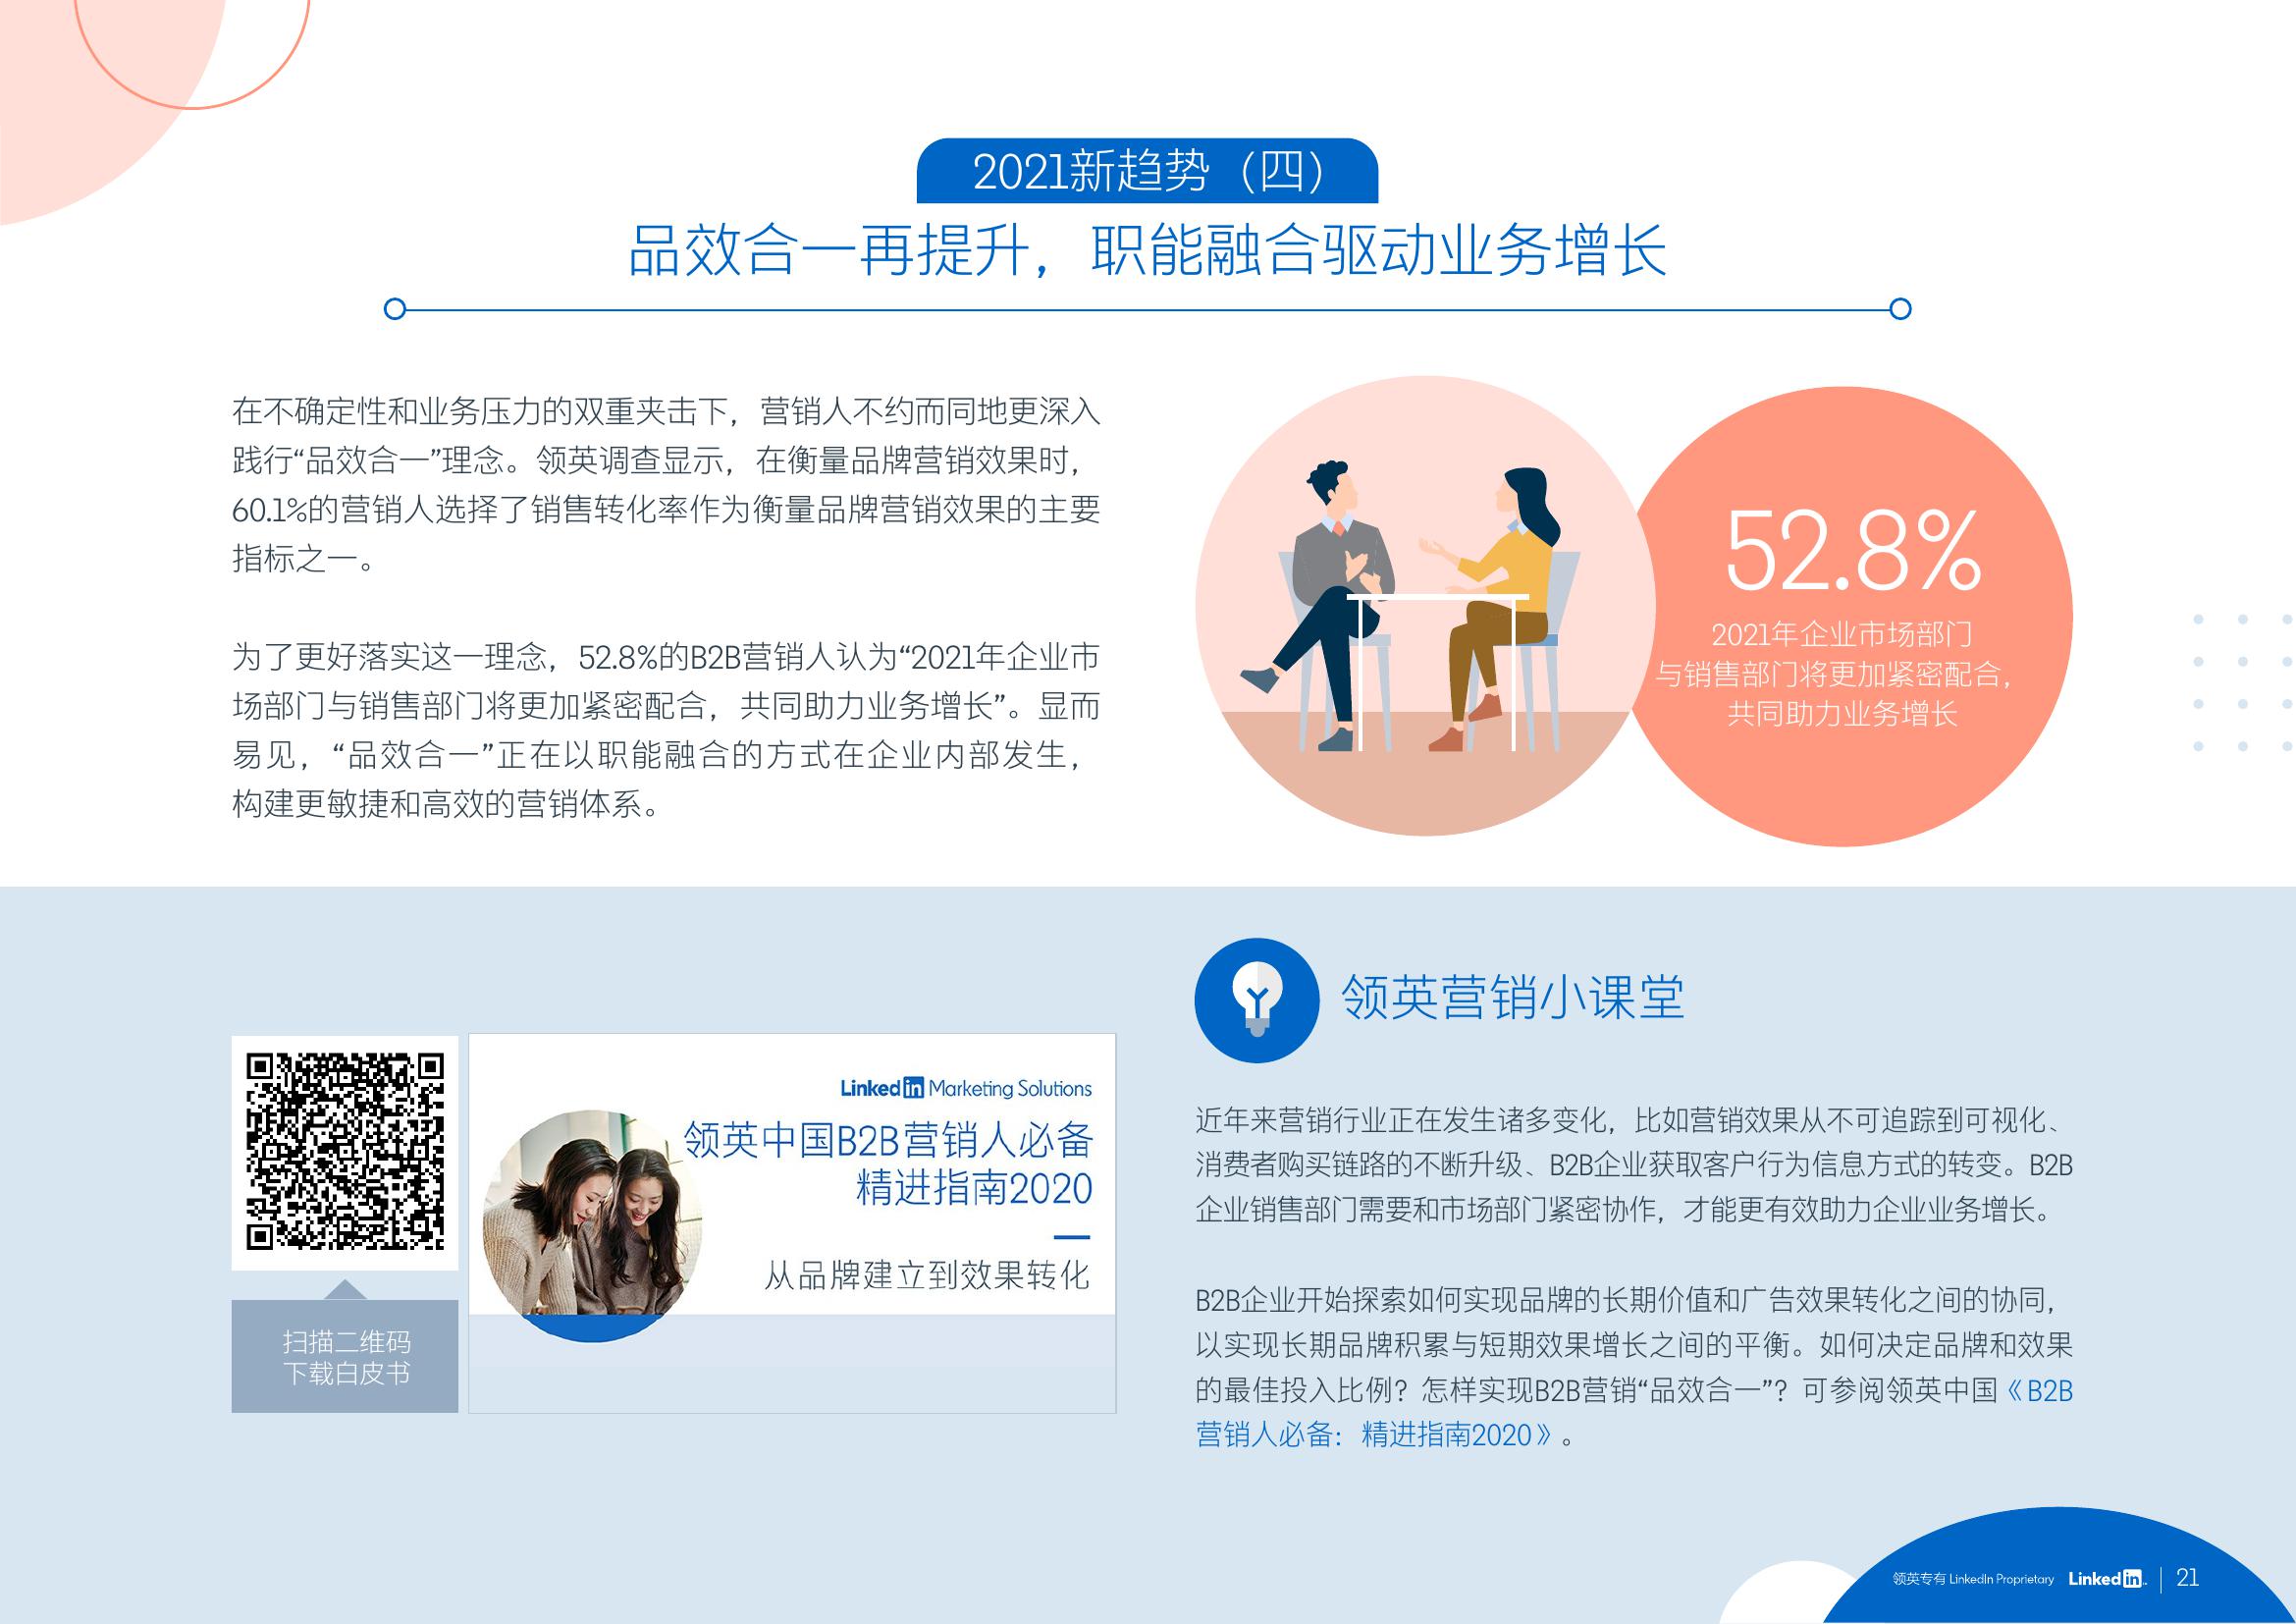 2021新趋势（四）
品效合一再提升，职能融合驱动业务增长
在不确定性和业务压力的双重夹击下，营销人不约而同地更深入
践行“品效合一”理念。领英调查显示，在衡量品牌营销效果时，
60.1%的营销人选择了销售转化率作为衡量品牌营销效果的主要
指标之一。
为了更好落实这一理念，52.8%的B2B营销人认为“2021年企业市
场部门与销售部门将更加紧密配合，共同助力业务增长”。显而
易见，“品效合一”正在以职能融合的方式在企业内部发生，
构建更敏捷和高效的营销体系。
52.8%
2021年企业市场部门
与销售部门将更加紧密配合，
共同助力业务增长
LinkedIn Marketing Solutions
领英中国B2B营销人必备
精进指南2020
从品牌建立到效果转化
扫描二维码
下载白皮书
领英营销小课堂
近年来营销行业正在发生诸多变化，比如营销效果从不可追踪到可视化、
消费者购买链路的不断升级、B2B企业获取客户行为信息方式的转变。B2B
企业销售部门需要和市场部门紧密协作，才能更有效助力企业业务增长。
B2B企业开始探索如何实现品牌的长期价值和广告效果转化之间的协同，
以实现长期品牌积累与短期效果增长之间的平衡。如何决定品牌和效果
的最佳投入比例？怎样实现B2B营销“品效合一”？可参阅领英中国《B2B
营销人必备：精进指南2020》。
领英专有 LinkedIn Proprietary LinkedIn 21